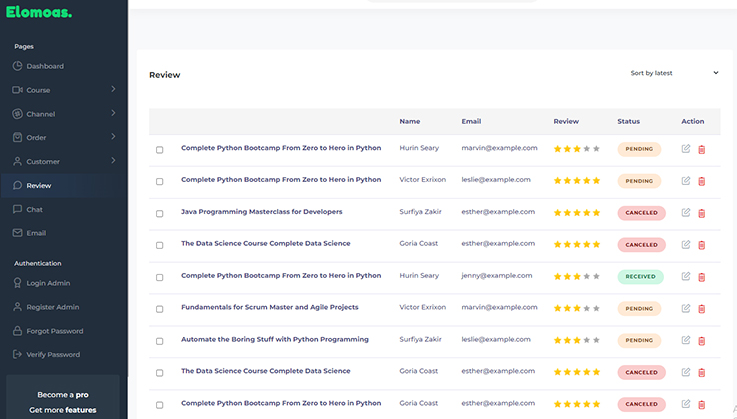 Elomoas.
Pages
Dashboard
Course
Channel
Order
Customer
Review
Chat
Email
Authentication
Login Admin
Register Admin
Forgot Password
Verify Password
Become a pro
Get more features
Review
Sort by latest
Name Email Review Status Action
Complete Python Bootcamp From Zero to Hero in Python Hurin Seary marvin@example.com PENDING
Complete Python Bootcamp From Zero to Hero in Python Victor Exrixon leslie@example.com PENDING
Java Programming Masterclass for Developers Surfiya Zakir esther@example.com CANCELED
The Data Science Course Complete Data Science Goria Coast esther@example.com CANCELED
Complete Python Bootcamp From Zero to Hero in Python Hurin Seary jenny@example.com RECEIVED
Fundamentals for Scrum Master and Agile Projects Victor Exrixon marvin@example.com PENDING
Automate the Boring Stuff with Python Programming Surfiya Zakir leslie@example.com PENDING
The Data Science Course Complete Data Science Goria Coast esther@example.com CANCELED
Complete Python Bootcamp From Zero to Hero in Python Goria Coast esther@example.com CANCELED